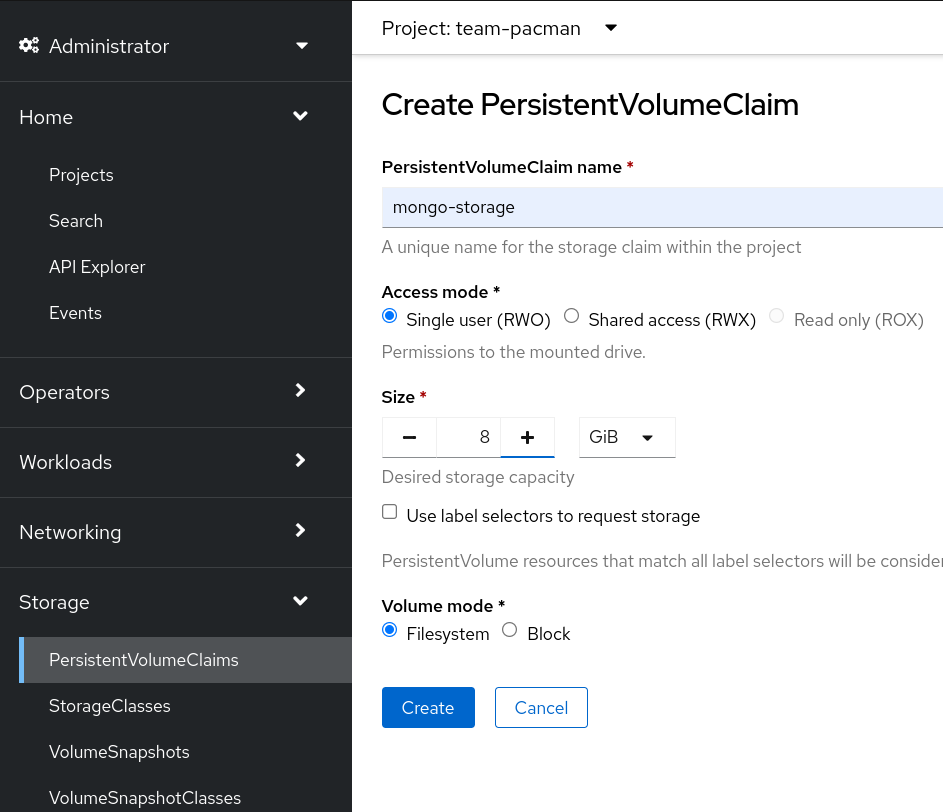 Administrator
Home
Projects
Search
API Explorer
Events
Operators
Workloads
Networking
Storage
PersistentVolumeClaims
StorageClasses
VolumeSnapshots
VolumeSnapshotClasses
Project: team-pacman
Create PersistentVolumeClaim
PersistentVolumeClaim name *
mongo-storage
A unique name for the storage claim within the project
Access mode *
Single user (RWO) Shared access (RWX) Read only (ROX)
Permissions to the mounted drive.
Size *
8 GiB
Desired storage capacity
Use label selectors to request storage
PersistentVolume resources that match all label selectors will be consider
Volume mode *
Filesystem Block
Create Cancel